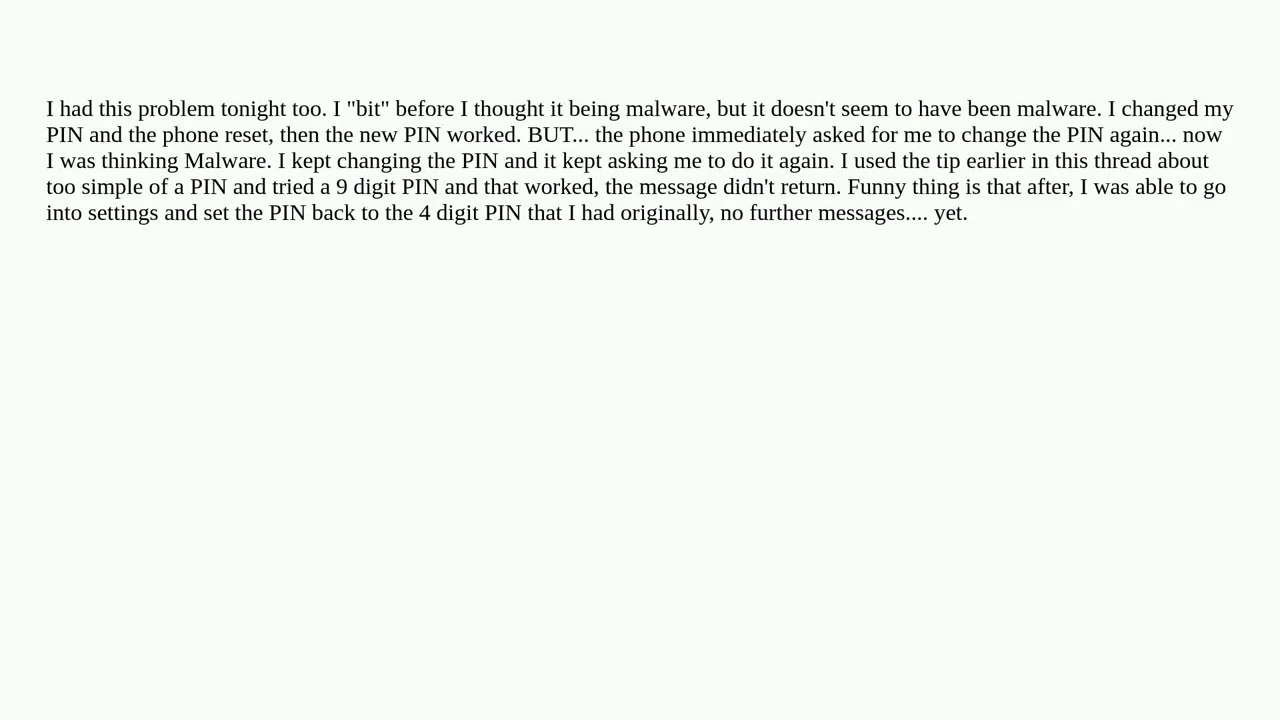 I had this problem tonight too. I "bit" before I thought it being malware, but it doesn't seem to have been malware. I changed my
PIN and the phone reset, then the new PIN worked. BUT... the phone immediately asked for me to change the PIN again... now
I was thinking Malware. I kept changing the PIN and it kept asking me to do it again. I used the tip earlier in this thread about
too simple of a PIN and tried a 9 digit PIN and that worked, the message didn't return. Funny thing is that after, I was able to go
into settings and set the PIN back to the 4 digit PIN that I had originally, no further messages.... yet.